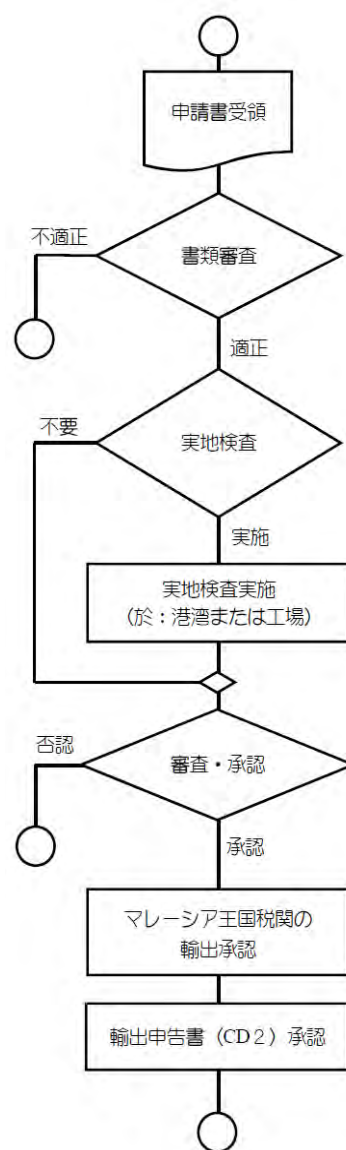 申請書受領
不適正
書類審査
適正
不要
実地検査
実施
実地検査実施
（於：港湾または工場）
否認
審査・承認
承認
マレーシア王国税関の
輸出承認
輸出申告書（CD２）承認